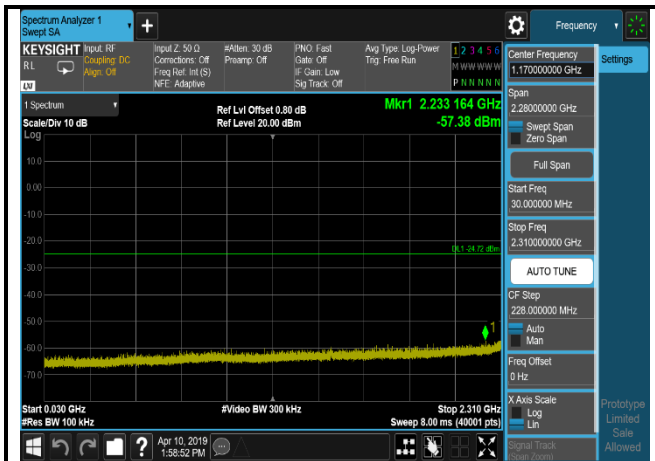 Spectrum Analyzer 1
Swept SA
Frequency
KEYSIGHT
RL
LXI
Input: RF
Coupling: DC
Align: Off
Input Z: 50 Ω
Corrections: Off
Freq Ref: Int (S)
NFE: Adaptive
#Atten: 30 dB
Preamp: Off
PNO: Fast
Gate: Off
IF Gain: Low
Sig Track: Off
Avg Type: Log-Power
Trig: Free Run
1 2 3 4 5 6
M W W W W W
P N N N N N
1 Spectrum
Scale/Div 10 dB
Log
Ref Lvl Offset 0.80 dB
Ref Level 20.00 dBm
Mkr1 2.233 164 GHz
-57.38 dBm
10.0
0.00
-10.0
-20.0
DL1 -24.72 dBm
-30.0
-40.0
-50.0
-60.0
-70.0
1
Start 0.030 GHz
#Res BW 100 kHz
#Video BW 300 kHz
Stop 2.310 GHz
Sweep 8.00 ms (40001 pts)
Apr 10, 2019
1:58:52 PM
Center Frequency
1.170000000 GHz
Span
2.28000000 GHz
Swept Span
Zero Span
Full Span
Start Freq
30.000000 MHz
Stop Freq
2.310000000 GHz
AUTO TUNE
CF Step
228.000000 MHz
Auto
Man
Freq Offset
0 Hz
X Axis Scale
Log
Lin
Signal Track
(Span Zoom)
Settings
Prototype
Limited
Sale
Allowed